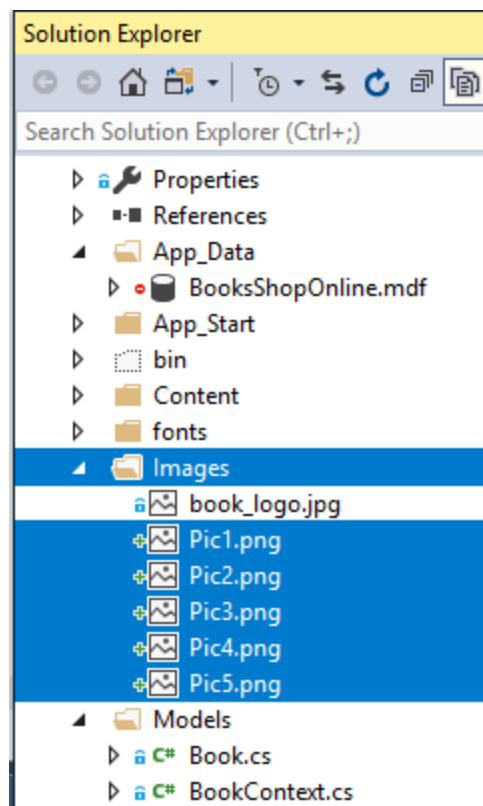 Solution Explorer
Search Solution Explorer (Ctrl+;)
Properties
References
App_Data
BooksShopOnline.mdf
App_Start
bin
Content
fonts
Images
book_logo.jpg
Pic1.png
Pic2.png
Pic3.png
Pic4.png
Pic5.png
Models
C# Book.cs
C# BookContext.cs